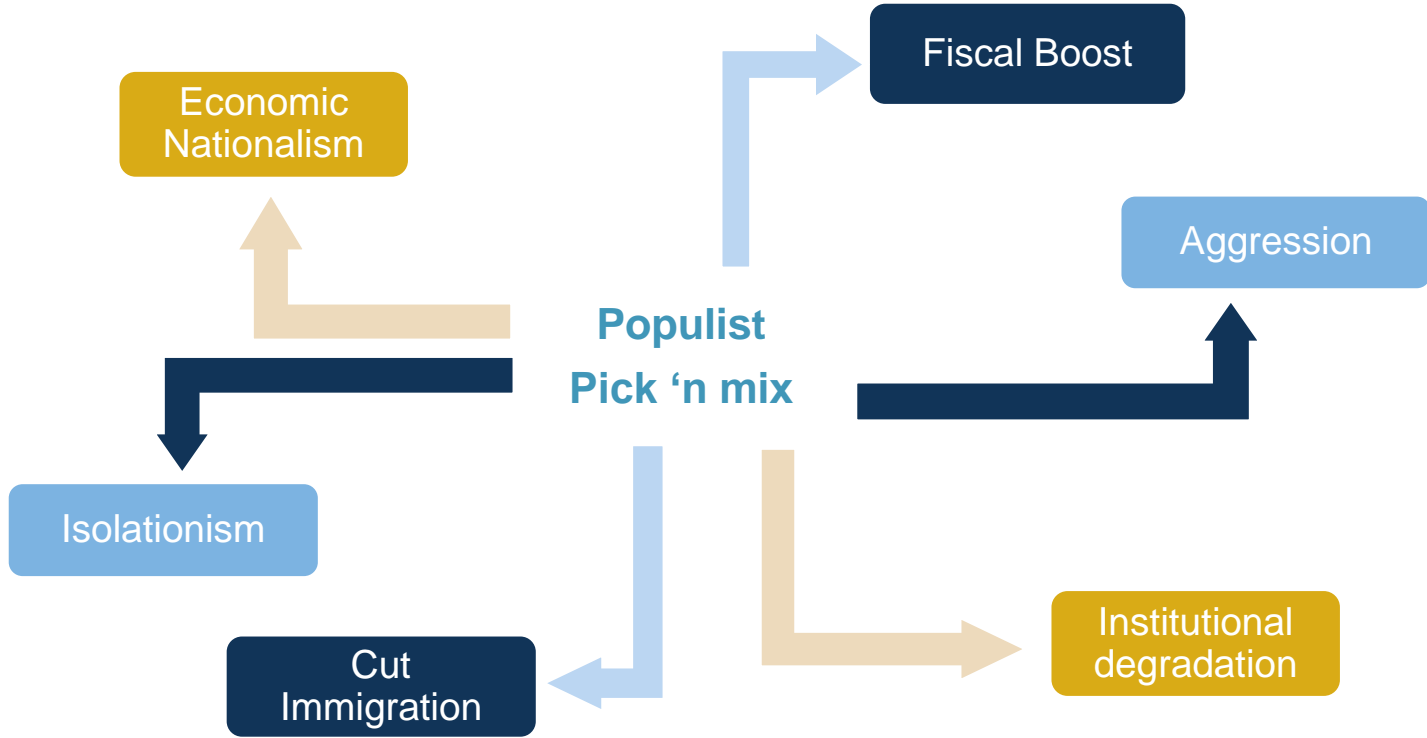 Fiscal Boost
Economic
Nationalism
Aggression
Populist
Pick ‘n mix
Isolationism
Institutional
degradation
Cut
Immigration